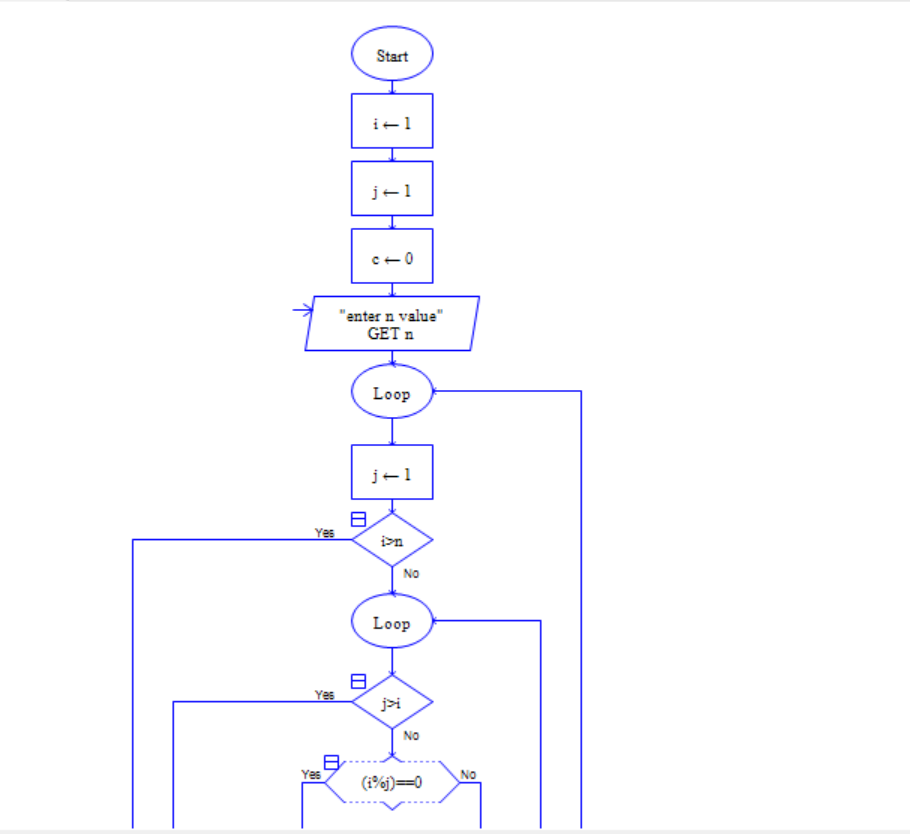 Start
i ← 1
j ← 1
c ← 0
"enter n value"
GET n
Loop
j ← 1
Yes
i>n
No
Loop
Yes
j>i
No
Yes
(i%j)==0
No